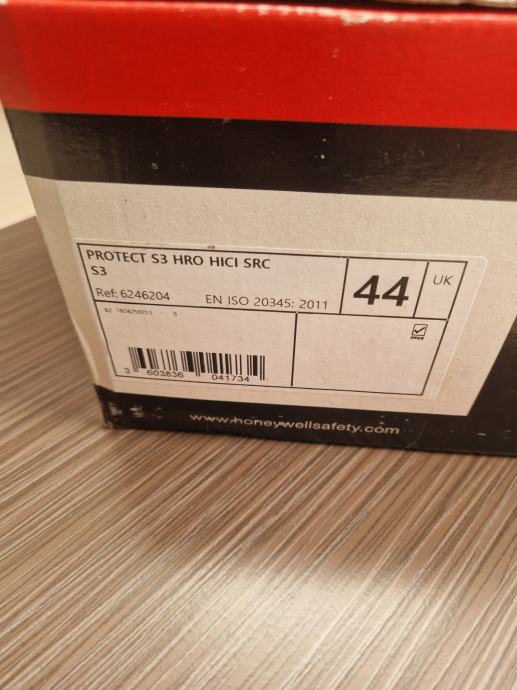 PROTECT S3 HRO HICI SRC
S3
Ref: 6246204 EN ISO 20345: 2011
44
UK
3 603836 041734
www.honeywellsafety.com